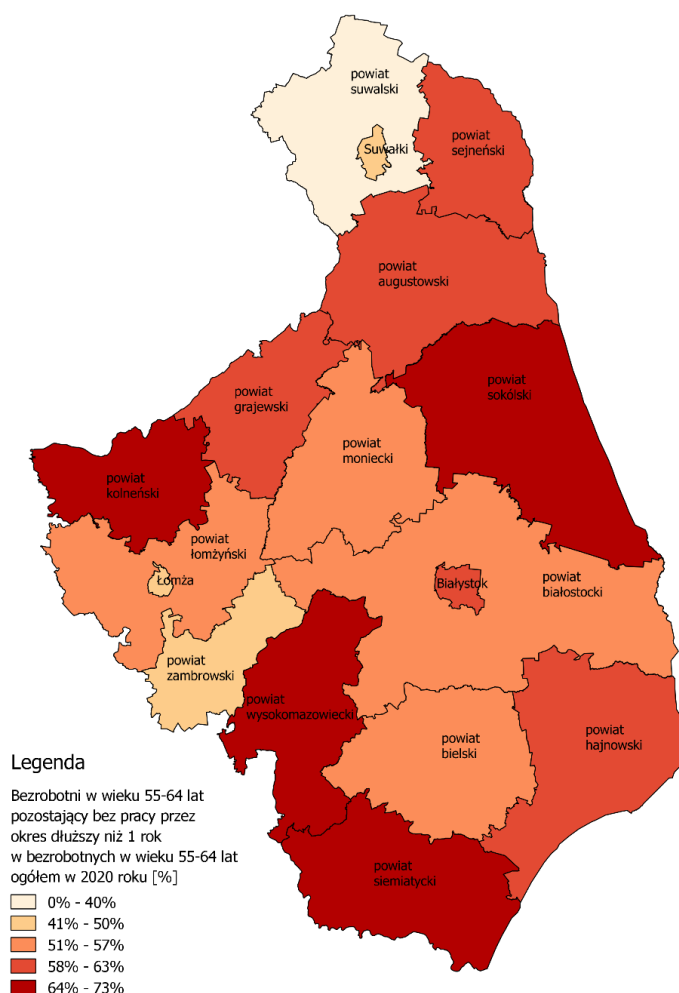 powiat
suwalski
Suwałki
powiat
sejneński
powiat
augustowski
powiat
sokólski
powiat
grajewski
powiat
moniecki
powiat
kolneński
powiat
łomżyński
Łomża
Białystok
powiat
białostocki
powiat
zambrowski
powiat
wysokomazowiecki
powiat
bielski
powiat
hajnowski
powiat
siemiatycki
Legenda
Bezrobotni w wieku 55-64 lat
pozostający bez pracy przez
okres dłuższy niż 1 rok
w bezrobotnych w wieku 55-64 lat
ogółem w 2020 roku [%]
0% - 40%
41% - 50%
51% - 57%
58% - 63%
64% - 73%